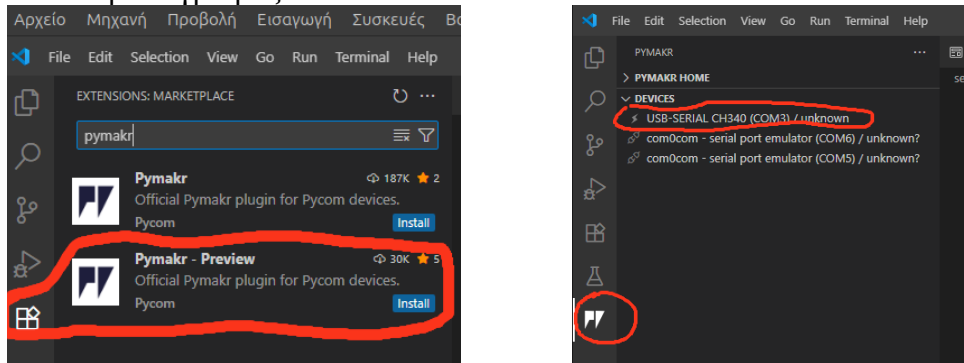 Αρχείο Μηχανή Προβολή Εισαγωγή Συσκευές
File Edit Selection View Go Run Terminal Help
EXTENSIONS: MARKETPLACE
pymakr
Pymakr 187K 2
Official Pymakr plugin for Pycom devices.
Pycom Install
Pymakr - Preview 30K 5
Official Pymakr plugin for Pycom devices.
Pycom Install
File Edit Selection View Go Run Terminal Help
PYMAKR
PYMAKR HOME
DEVICES
USB-SERIAL CH340 (COM3) / unknown
com0com - serial port emulator (COM6) / unknown?
com0com - serial port emulator (COM5) / unknown?